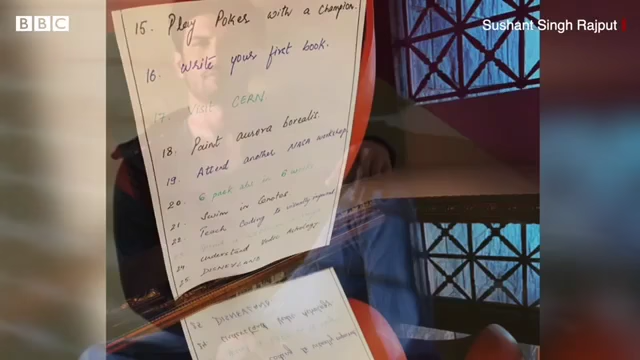 BBC
Sushant Singh Rajput
15. Play Poker with a champion.
16. Write your first book.
17. Visit CERN.
18. Paint aurora borealis.
19. Attend another NASA workshop.
20. 6 pack abs in 6 weeks
21. Swim in Cenotes
23. Teach Coding to visually impaired
24. understand Vedic Astrology
25. DISNEYLAND